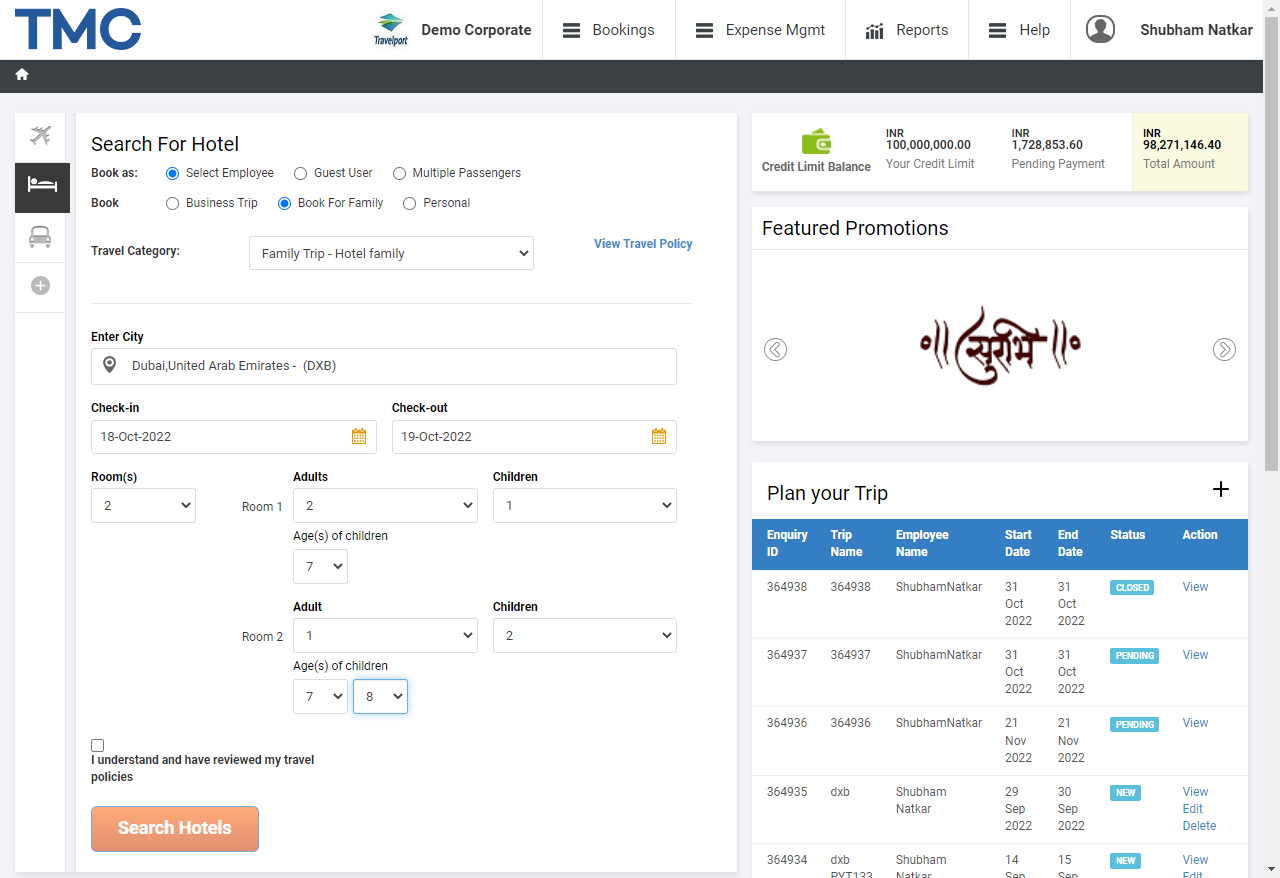 TMC
Travelport
Demo Corporate
Bookings
Expense Mgmt
Reports
Help
Shubham Natkar
Search For Hotel
Book as:
Select Employee
Guest User
Multiple Passengers
Book
Business Trip
Book For Family
Personal
Travel Category:
Family Trip - Hotel family
View Travel Policy
Enter City
Dubai,United Arab Emirates -  (DXB)
Check-in
Check-out
18-Oct-2022
19-Oct-2022
Room(s)
Adults
Children
2
Room 1
2
1
Age(s) of children
7
Adult
Children
Room 2
1
2
Age(s) of children
7
8
I understand and have reviewed my travel
policies
Search Hotels
Credit Limit Balance
INR
100,000,000.00
Your Credit Limit
INR
1,728,853.60
Pending Payment
INR
98,271,146.40
Total Amount
Featured Promotions
॥ सुरभि ॥
Plan your Trip
Enquiry ID
Trip Name
Employee Name
Start Date
End Date
Status
Action
364938
364938
ShubhamNatkar
31 Oct 2022
31 Oct 2022
CLOSED
View
364937
364937
ShubhamNatkar
31 Oct 2022
31 Oct 2022
PENDING
View
364936
364936
ShubhamNatkar
21 Nov 2022
21 Nov 2022
PENDING
View
364935
dxb
Shubham Natkar
29 Sep 2022
30 Sep 2022
NEW
View
Edit
Delete
364934
dxb PYT133
Shubham Natkar
14 Sep
15 Sep
NEW
View
Edit